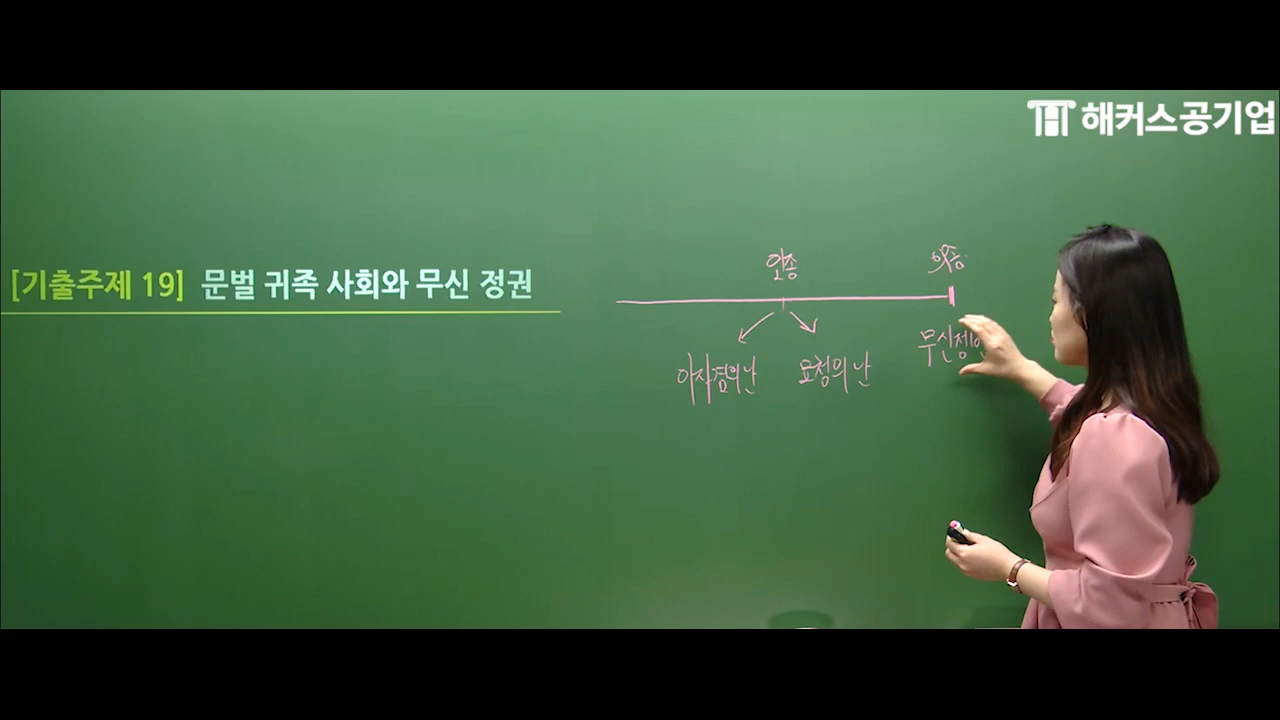 해커스공기업
[기출주제 19] 문벌 귀족 사회와 무신 정권
인종 의종
이자겸의 난 묘청의 난 무신정변